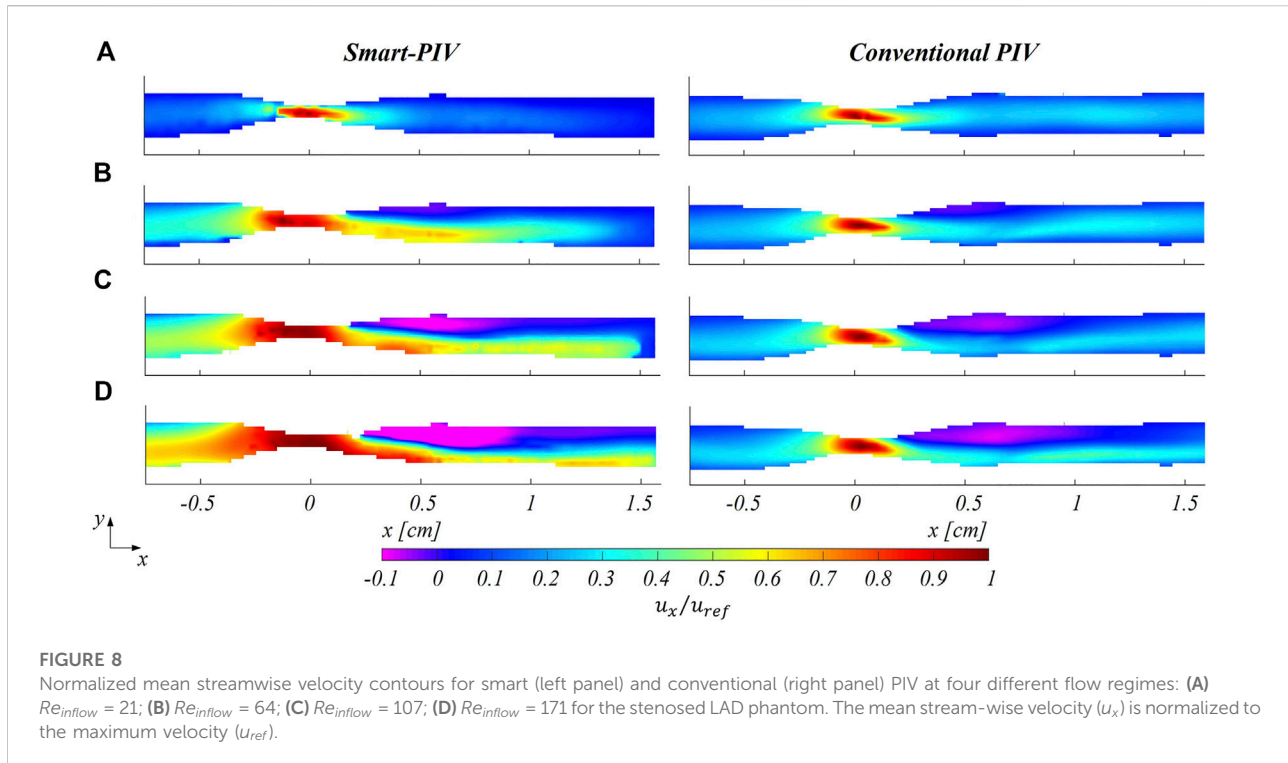 Smart-PIV
Conventional PIV
A
B
C
D
-0.5 0 0.5 1 1.5
-0.5 0 0.5 1 1.5
x [cm]
x [cm]
y
x
-0.1 0 0.1 0.2 0.3 0.4 0.5 0.6 0.7 0.8 0.9 1
u_x/u_ref
FIGURE 8
Normalized mean streamwise velocity contours for smart (left panel) and conventional (right panel) PIV at four different flow regimes: (A)
Re_inflow = 21; (B) Re_inflow = 64; (C) Re_inflow = 107; (D) Re_inflow = 171 for the stenosed LAD phantom. The mean stream-wise velocity (u_x) is normalized to
the maximum velocity (u_ref).